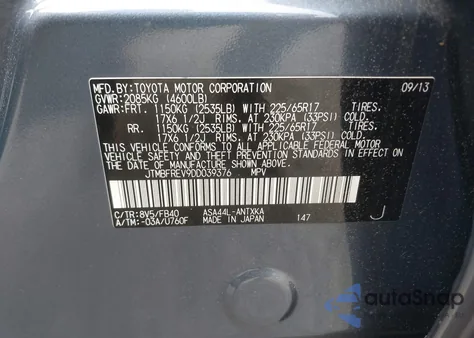 MFD.BY: TOYOTA MOTOR CORPORATION 09/13
GVWR: 2085KG (4600LB)
GAWR: FRT. 1150KG (2535LB) WITH 225/65R17 TIRES,
17X6 1/2J RIMS, AT 230KPA (33PSI) COLD
RR. 1150KG (2535LB) WITH 225/65R17 TIRES,
17X6 1/2J RIMS, AT 230KPA (33PSI) COLD
THIS VEHICLE CONFORMS TO ALL APPLICABLE FEDERAL MOTOR
VEHICLE SAFETY AND THEFT PREVENTION STANDARDS IN EFFECT ON
THE DATE OF MANUFACTURE SHOWN ABOVE.
JTMBFREV9DD039376 MPV
C/TR: 8V5/FB40 ASA44L-ANTXKA
A/TM: -03A/U760F MADE IN JAPAN 147 J
AutoSnap